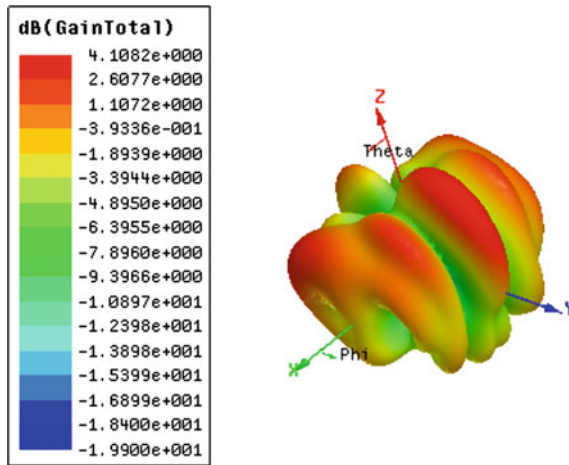 dB(GainTotal)
4.1082e+000
2.6077e+000
1.1072e+000
-3.9336e-001
-1.8939e+000
-3.3944e+000
-4.8950e+000
-6.3955e+000
-7.8960e+000
-9.3966e+000
-1.0897e+001
-1.2398e+001
-1.3898e+001
-1.5399e+001
-1.6899e+001
-1.8400e+001
-1.9900e+001
Z
Theta
Y
X
Phi